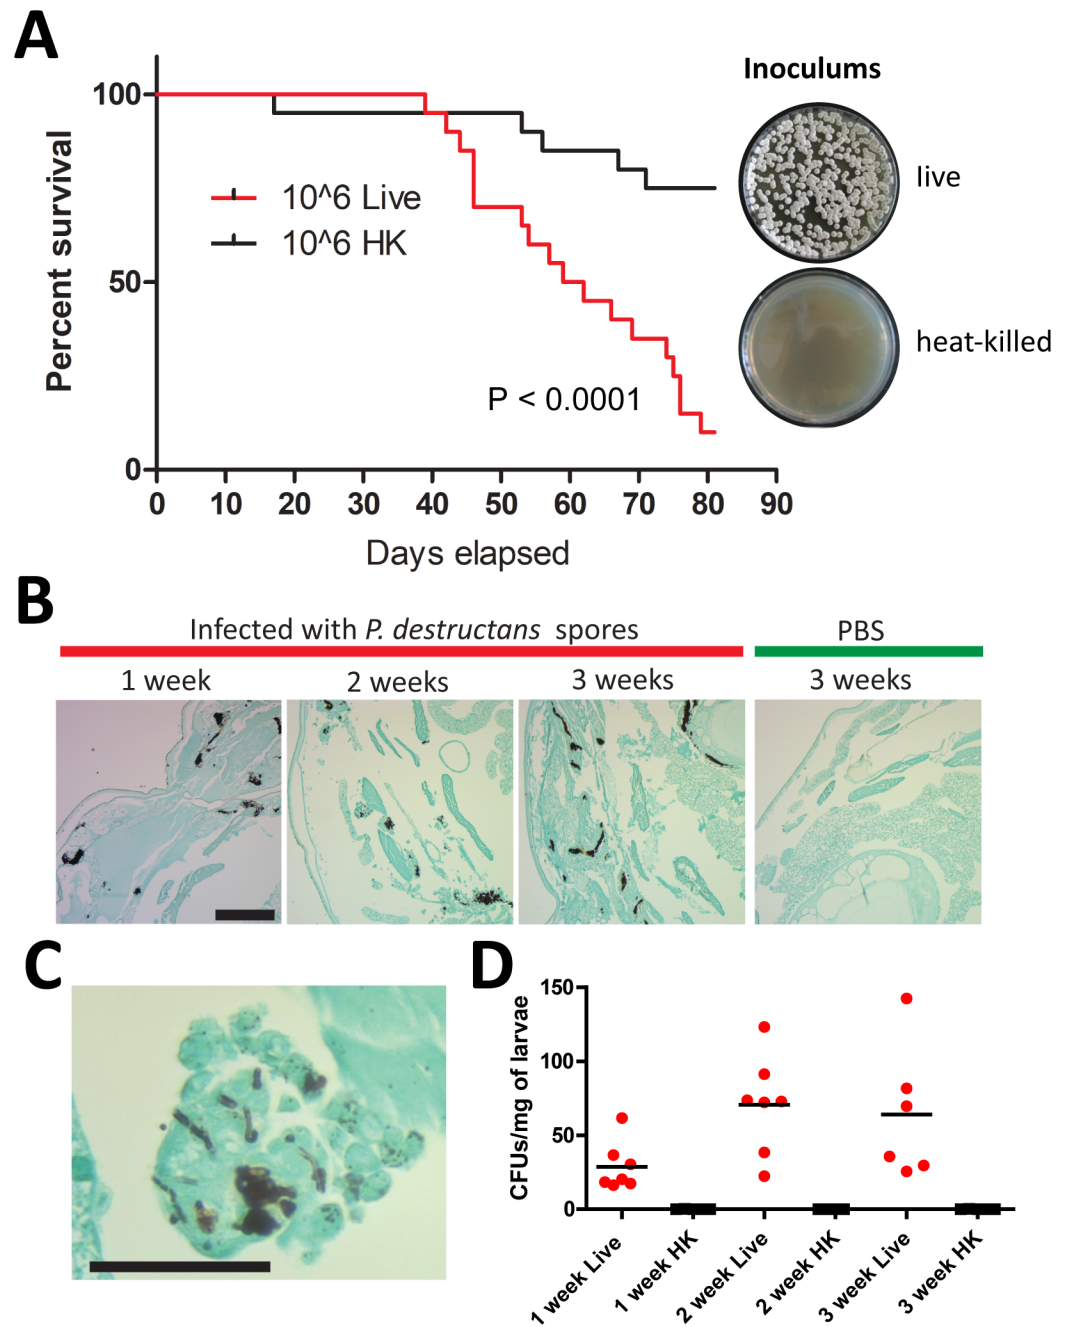 A
Inoculums
100
50
0
Percent survival
10^6 Live
10^6 HK
P < 0.0001
0 10 20 30 40 50 60 70 80 90
Days elapsed
live
heat-killed
B
Infected with P. destructans spores
PBS
1 week
2 weeks
3 weeks
3 weeks
C
D
150
100
50
0
CFUs/mg of larvae
1 week Live
1 week HK
2 week Live
2 week HK
3 week Live
3 week HK